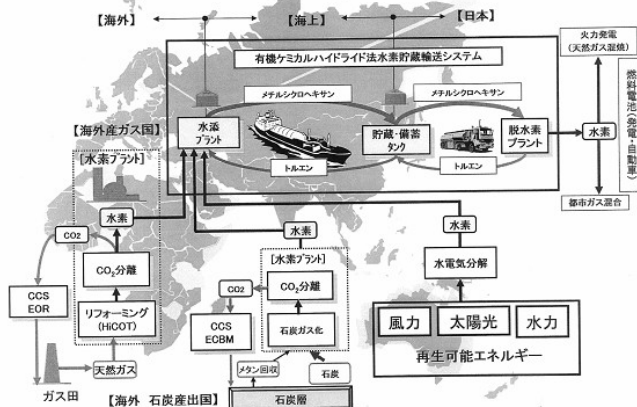 【海外】
【海上】
【日本】
有機ケミカルハイドライド法水素貯蔵輸送システム
メチルシクロヘキサン
メチルシクロヘキサン
水添
プラント
貯蔵・備蓄
タンク
脱水素
プラント
トルエン
トルエン
火力発電
(天然ガス混焼)
水素
燃料電池(発電・自動車)
都市ガス混合
【海外産ガス国】
[水素プラント]
水素
CO2
CO2分離
CCS
EOR
リフォーミング
(HiCOT)
天然ガス
ガス田
水素
[水素プラント]
CO2
CO2分離
CCS
ECBM
石炭ガス化
メタン回収
石炭
【海外 石炭産出国】
石炭層
水素
水電気分解
風力
太陽光
水力
再生可能エネルギー